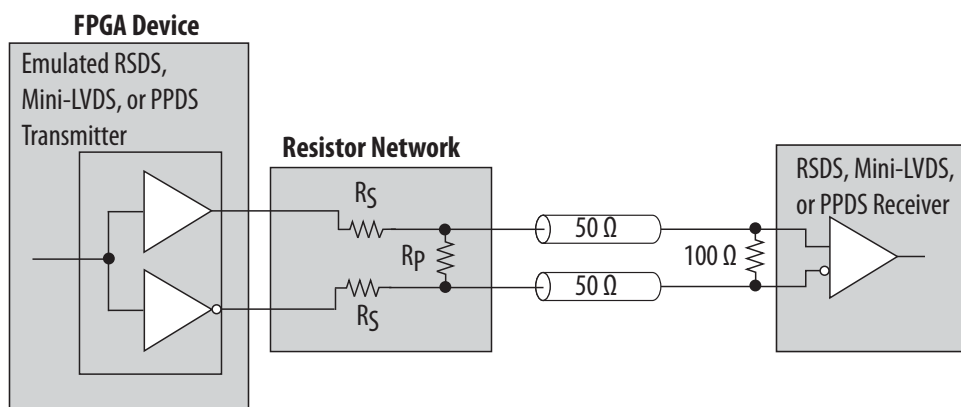 FPGA Device
Emulated RSDS,
Mini-LVDS, or PPDS
Transmitter
Resistor Network
RS
RP
RS
50 Ω
50 Ω
100 Ω
RSDS, Mini-LVDS,
or PPDS Receiver